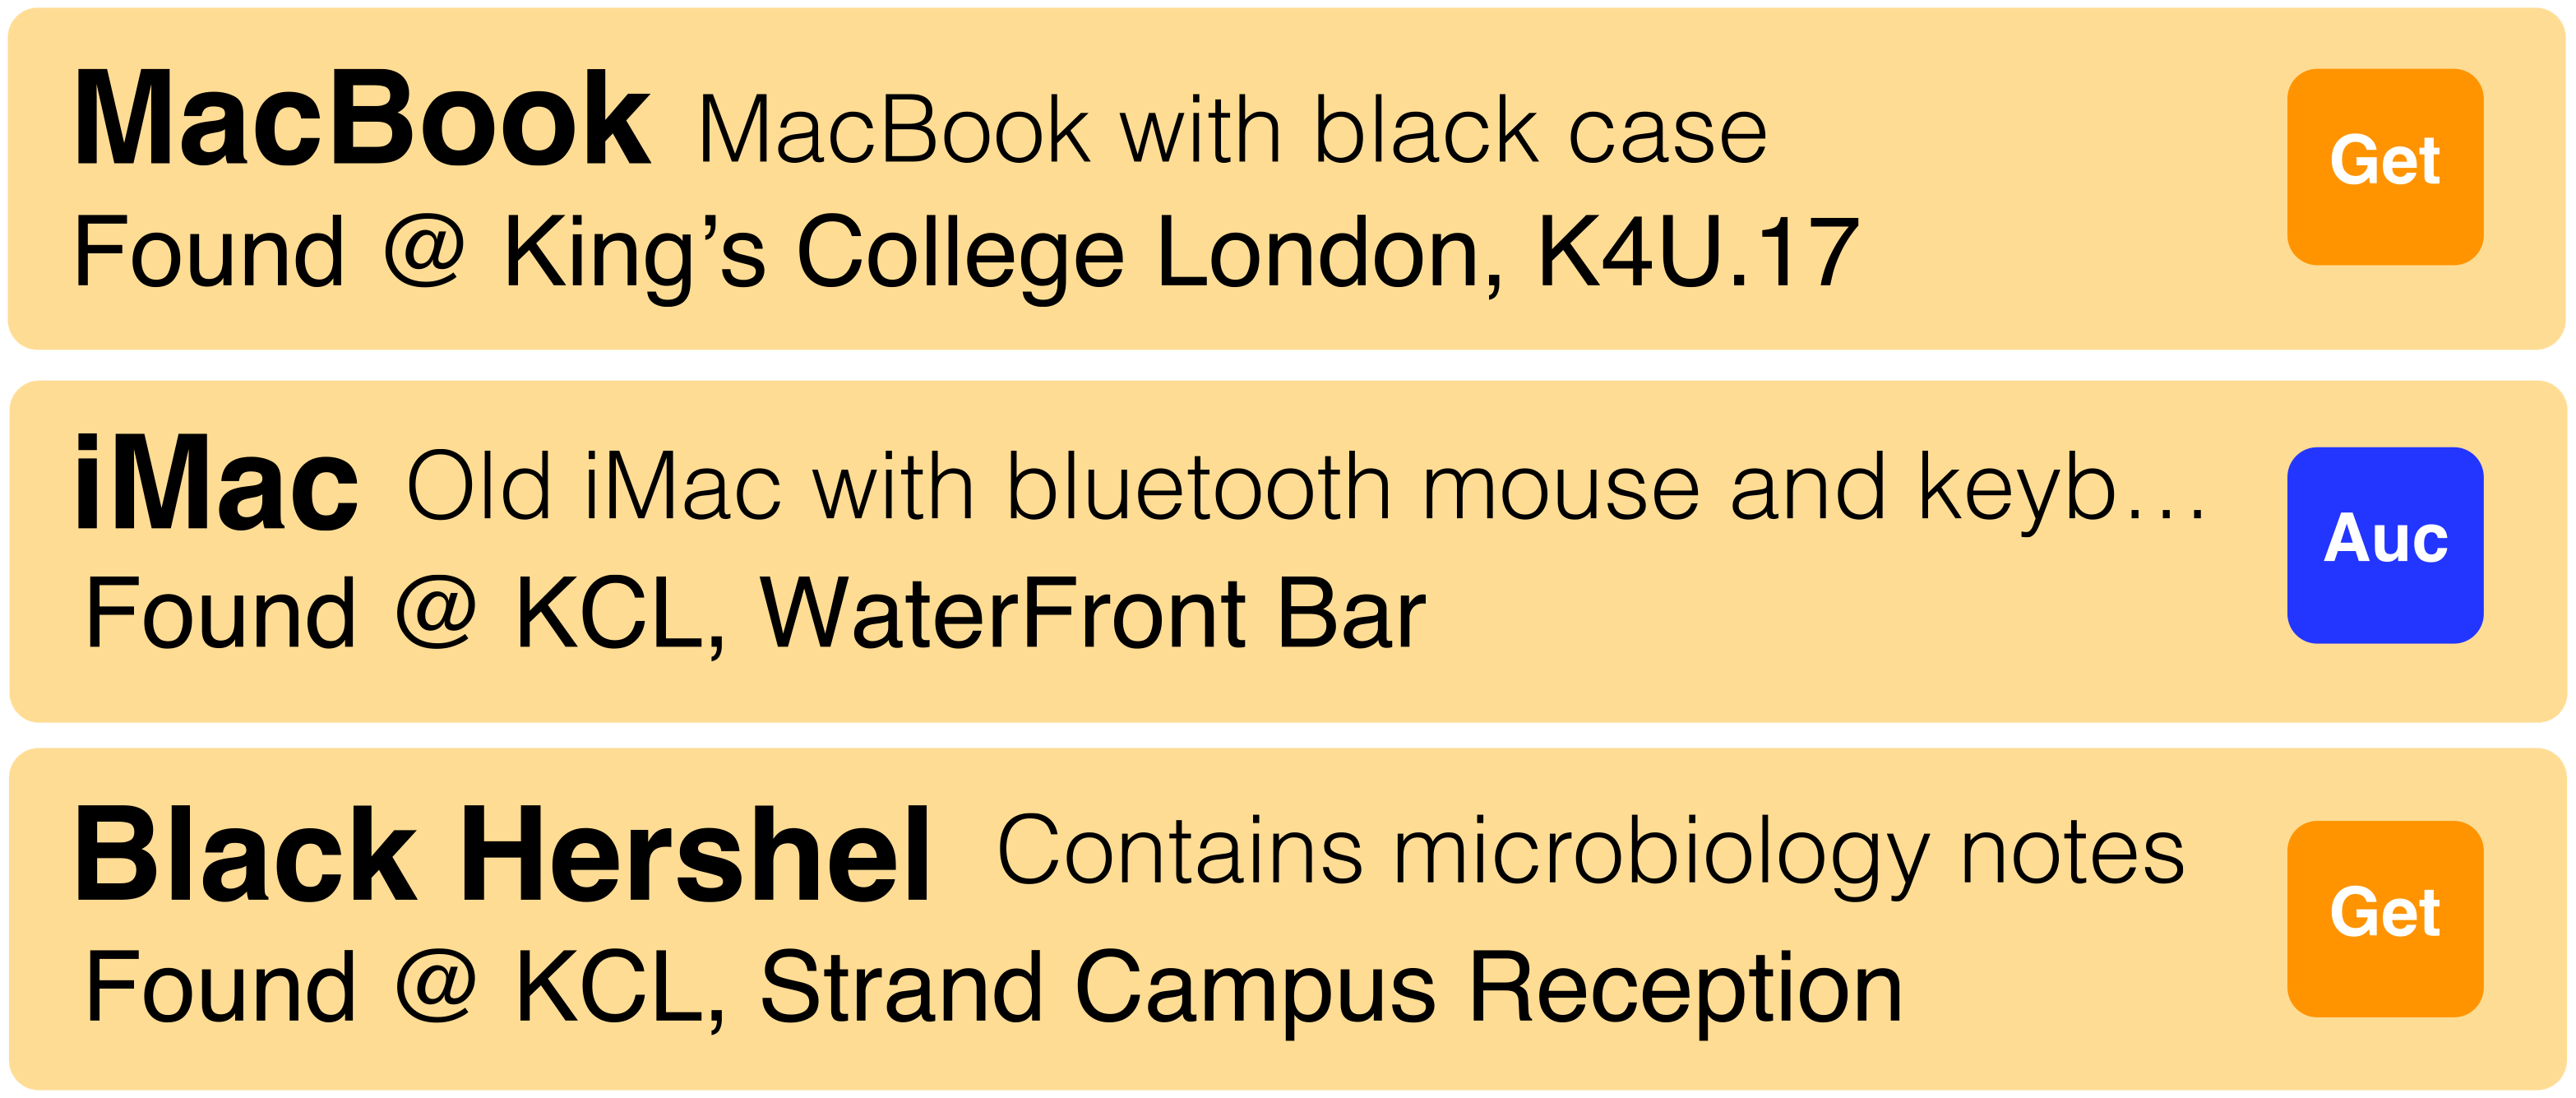 MacBook MacBook with black case
Get
Found @ King’s College London, K4U.17
iMac Old iMac with bluetooth mouse and keyb…
Auc
Found @ KCL, WaterFront Bar
Black Hershel Contains microbiology notes
Get
Found @ KCL, Strand Campus Reception